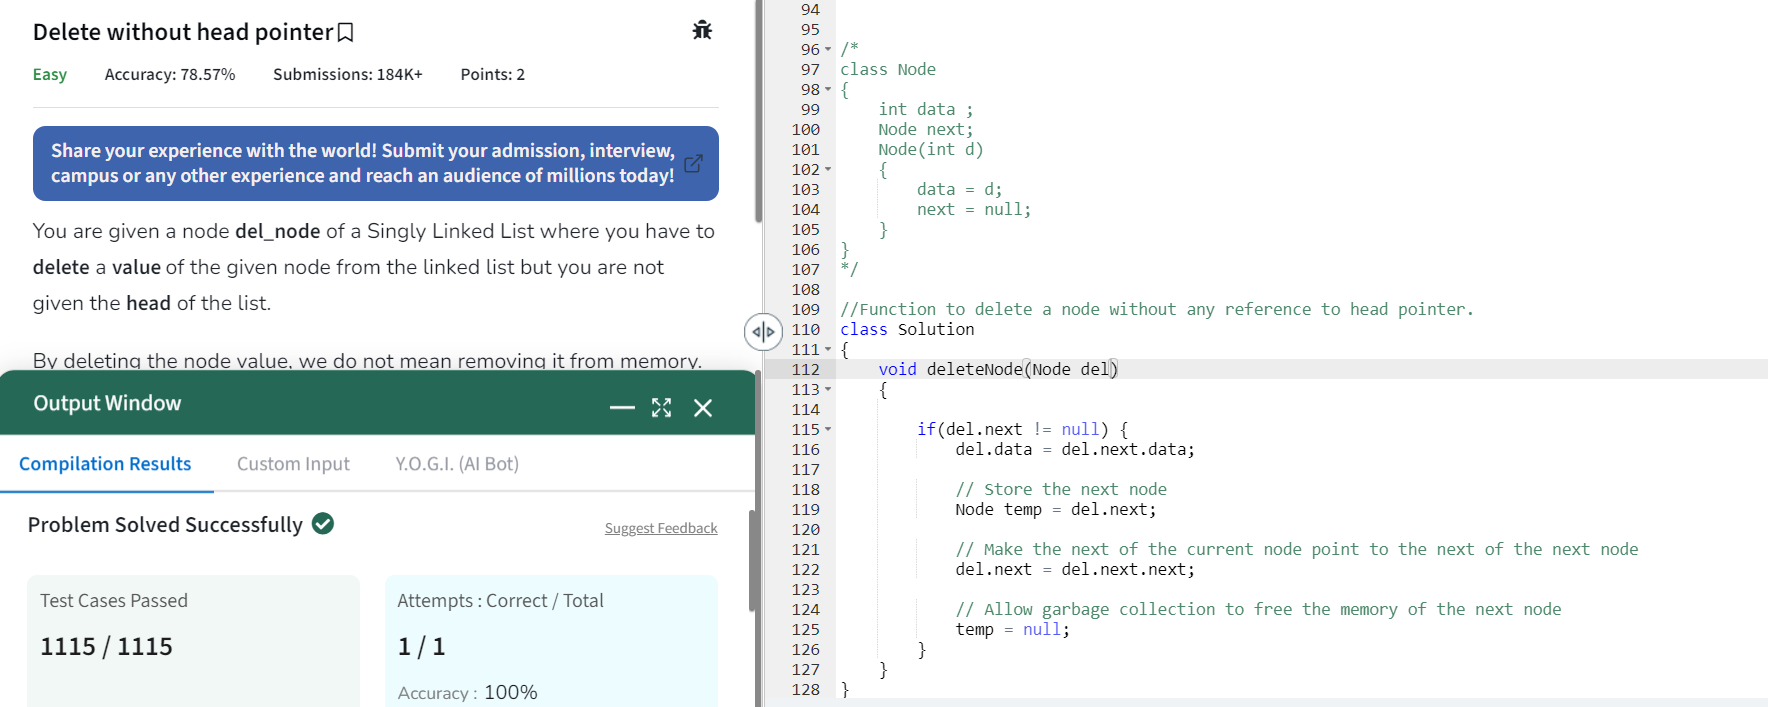 Delete without head pointer
Easy Accuracy: 78.57% Submissions: 184K+ Points: 2
Share your experience with the world! Submit your admission, interview,
campus or any other experience and reach an audience of millions today!
You are given a node del_node of a Singly Linked List where you have to
delete a value of the given node from the linked list but you are not
given the head of the list.
By deleting the node value, we do not mean removing it from memory.
Output Window
Compilation Results Custom Input Y.O.G.I. (AI Bot)
Problem Solved Successfully Suggest Feedback
Test Cases Passed
1115 / 1115
Attempts : Correct / Total
1 / 1
Accuracy : 100%
94
95
96 /*
97 class Node
98 {
99     int data ;
100     Node next;
101     Node(int d)
102     {
103         data = d;
104         next = null;
105     }
106 }
107 */
108
109 //Function to delete a node without any reference to head pointer.
110 class Solution
111 {
112     void deleteNode(Node del)
113     {
114
115         if(del.next != null) {
116             del.data = del.next.data;
117
118             // Store the next node
119             Node temp = del.next;
120
121             // Make the next of the current node point to the next of the next node
122             del.next = del.next.next;
123
124             // Allow garbage collection to free the memory of the next node
125             temp = null;
126         }
127     }
128 }